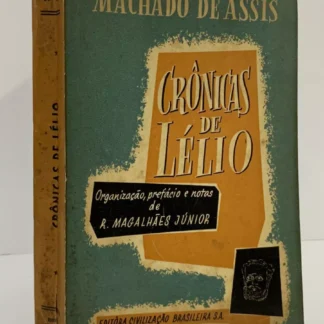 MACHADO DE ASSIS
CRÔNICAS
DE
LÉLIO
Organização, prefácio e notas
de
R. MAGALHÃES JÚNIOR
EDITÔRA CIVILIZAÇÃO BRASILEIRA S.A.
CRÔNICAS DE LÉLIO